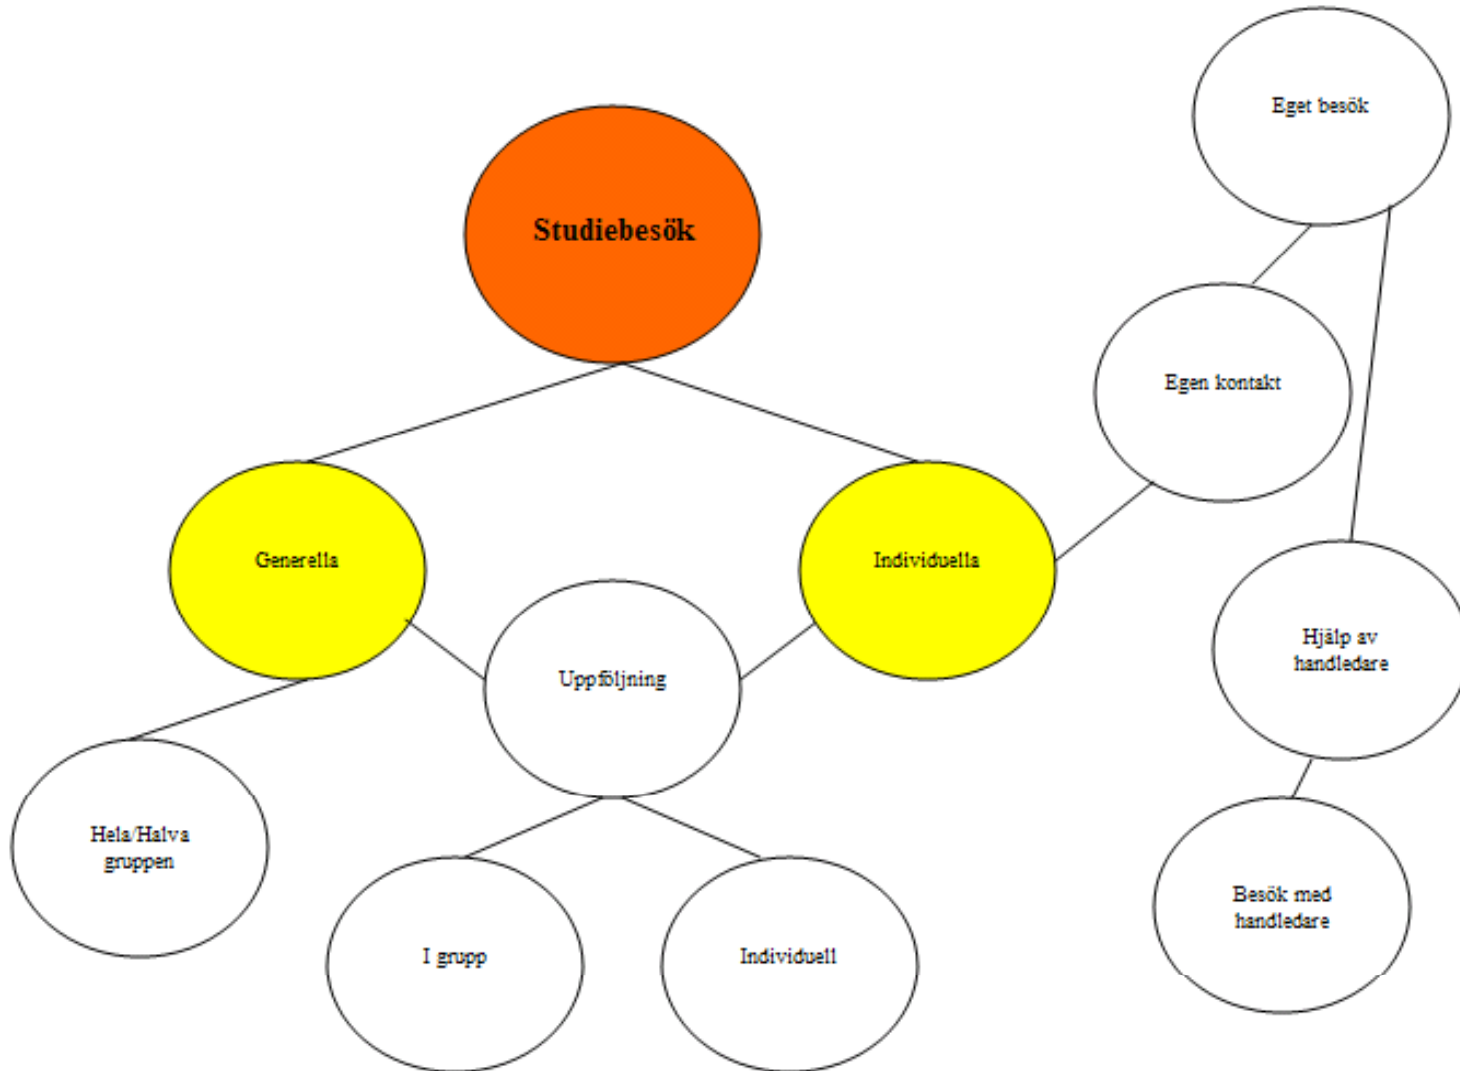 Eget besök
Studiebesök
Egen kontakt
Generella
Individuella
Hjälp av
handledare
Uppföljning
Hela/Halva
gruppen
Besök med
handledare
I grupp
Individuell